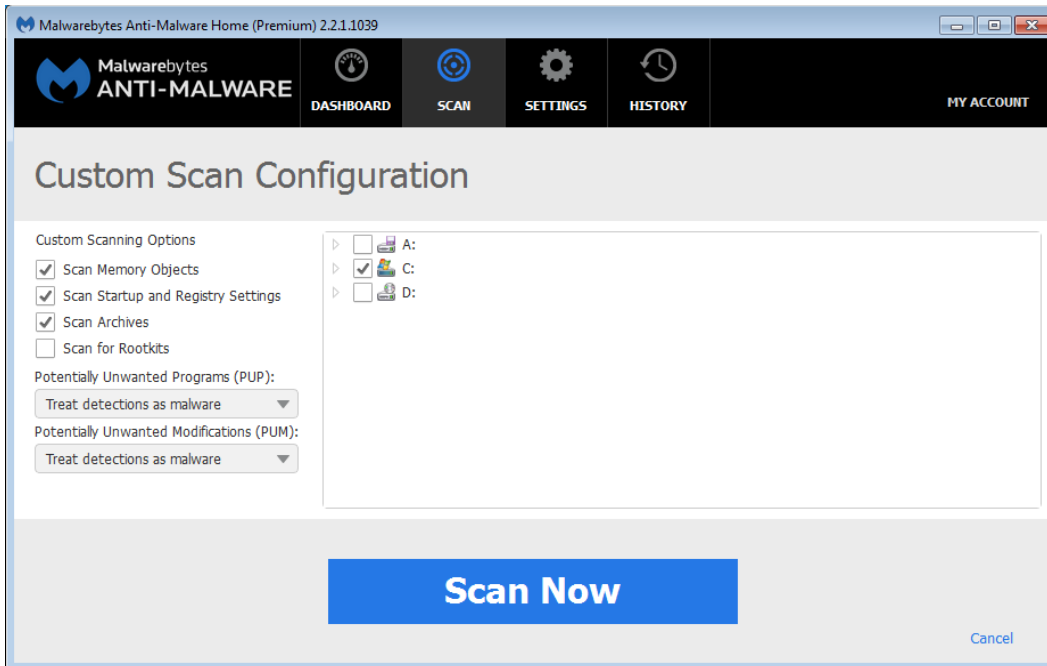 Malwarebytes Anti-Malware Home (Premium) 2.2.1.1039
Malwarebytes
ANTI-MALWARE
DASHBOARD
SCAN
SETTINGS
HISTORY
MY ACCOUNT
Custom Scan Configuration
Custom Scanning Options
Scan Memory Objects
Scan Startup and Registry Settings
Scan Archives
Scan for Rootkits
Potentially Unwanted Programs (PUP):
Treat detections as malware
Potentially Unwanted Modifications (PUM):
Treat detections as malware
A:
C:
D:
Scan Now
Cancel